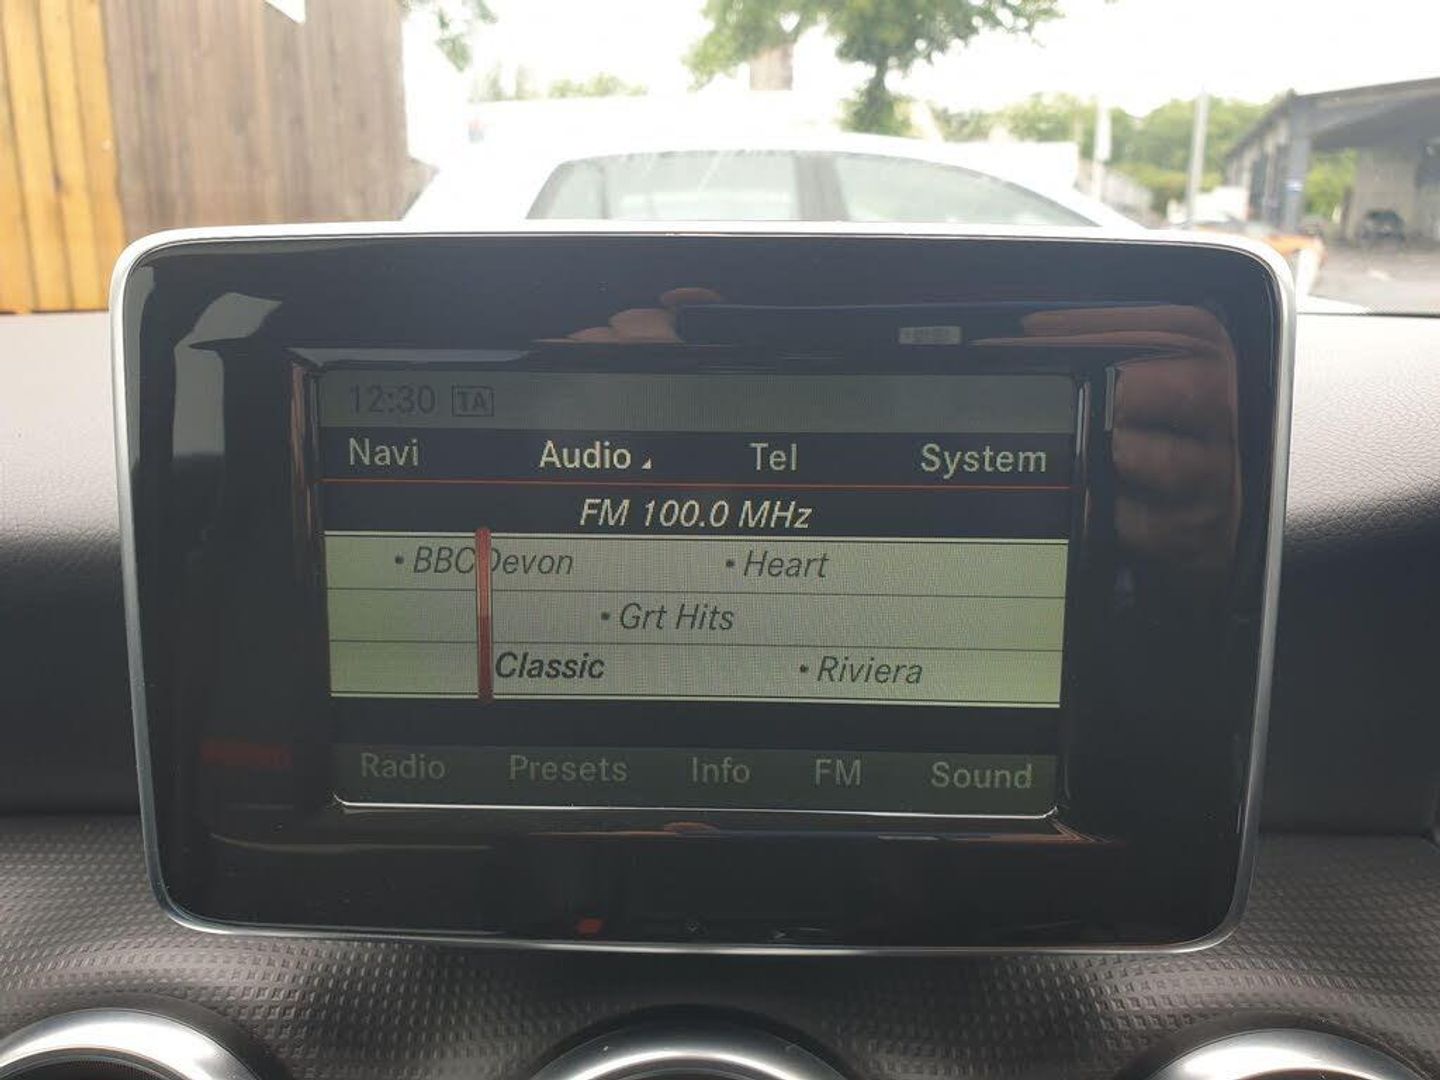 12:30 TA
Navi Audio Tel System
FM 100.0 MHz
• BBC Devon • Heart
• Grt Hits
Classic • Riviera
Radio Presets Info FM Sound